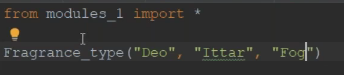 from modules_1 import *
Fragrance_type("Deo", "Ittar", "Fog")